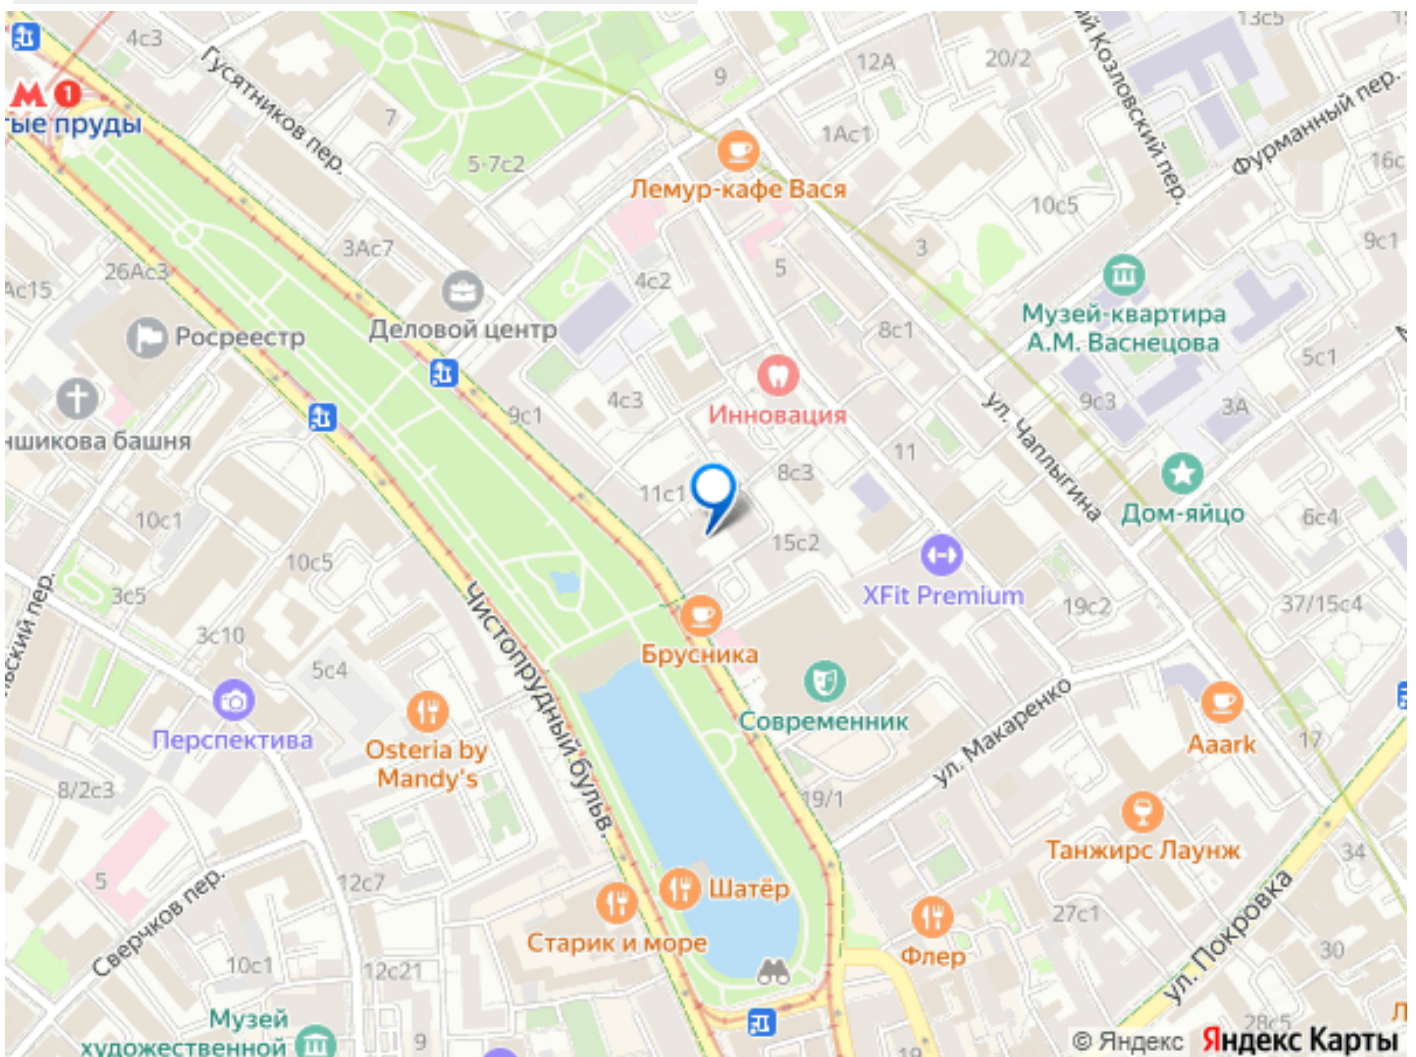 4с3
Гусятников пер.
7
5-7с2
9
12А
20/2
13с5
1Ас1
Фурманный пер.
16с
тые пруды
Лемур-кафе Вася
10с5
9с1
3
5
3Ас7
26Ас3
Ас15
4с2
Деловой центр
Росреестр
Музей-квартира
А.М. Васнецова
8с1
5с1
9с3
3А
Инновация
4с3
9с1
ншикова башня
ул. Чаплыгина
11
8с3
11с1
Дом-яйцо
6с4
10с1
10с5
15с2
XFit Premium
19с2
37/15с4
3с5
3с10
5с4
Чистопрудный бульв.
Брусника
Современник
ул. Макаренко
Перспектива
Osteria by
Mandy's
Aaark
17
8/2с3
19/1
Танжирс Лаунж
34
5
12с7
Сверчков пер.
Шатёр
Старик и море
27с1
Флер
ул. Покровка
30
10с1
12с21
Музей
художественной
9
19
28с5
© Яндекс Яндекс Карты